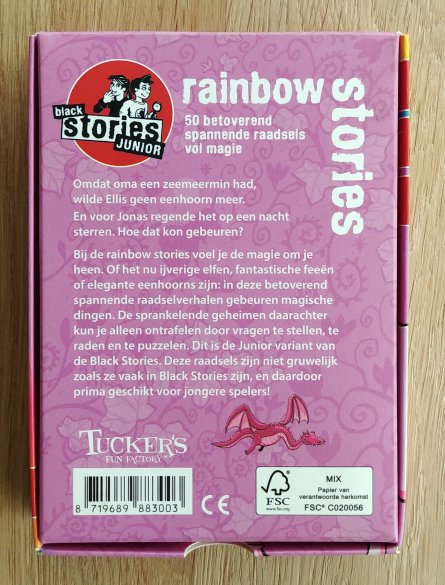 black
stories
JUNIOR
rainbow
stories
50 betoverend
spannende raadsels
vol magie
Omdat oma een zeemeermin had,
wilde Ellis geen eenhoorn meer.
En voor Jonas regende het op een nacht
sterren. Hoe dat kon gebeuren?
Bij de rainbow stories voel je de magie om je
heen. Of het nu ijverige elfen, fantastische feeën
of elegante eenhoorns zijn: in deze betoverend
spannende raadselverhalen gebeuren magische
dingen. De sprankelende geheimen daarachter
kun je alleen ontrafelen door vragen te stellen, te
raden en te puzzelen. Dit is de Junior variant van
de Black Stories. Deze raadsels zijn niet gruwelijk
zoals ze vaak in Black Stories zijn, en daardoor
prima geschikt voor jongere spelers!
TUCKER'S
FUN FACTORY
8 719689 883003
CE
FSC
www.fsc.org
MIX
Papier van
verantwoorde herkomst
FSC® C020056